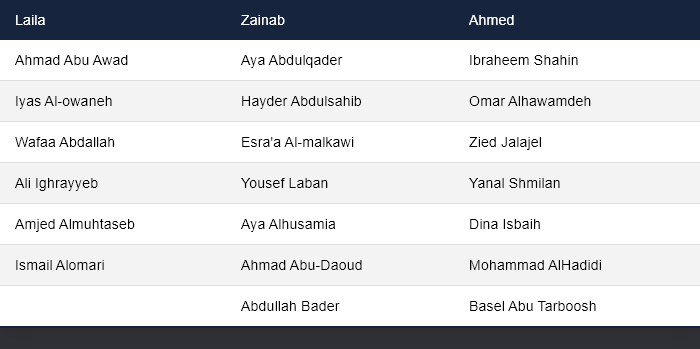 Laila Zainab Ahmed
Ahmad Abu Awad Aya Abdulqader Ibraheem Shahin
Iyas Al-owaneh Hayder Abdulsahib Omar Alhawamdeh
Wafaa Abdallah Esra'a Al-malkawi Zied Jalajel
Ali Ighrayyeb Yousef Laban Yanal Shmilan
Amjed Almuhtaseb Aya Alhusamia Dina Isbaih
Ismail Alomari Ahmad Abu-Daoud Mohammad AlHadidi
Abdullah Bader Basel Abu Tarboosh